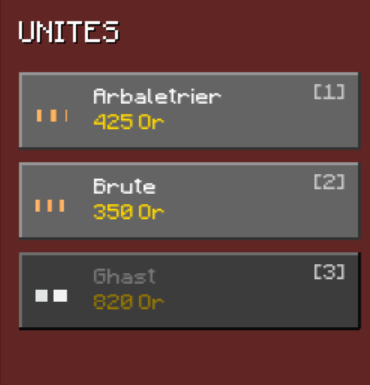 UNITES
Arbaletrier [1]
425 Or
Brute [2]
350 Or
Ghast [3]
820 Or